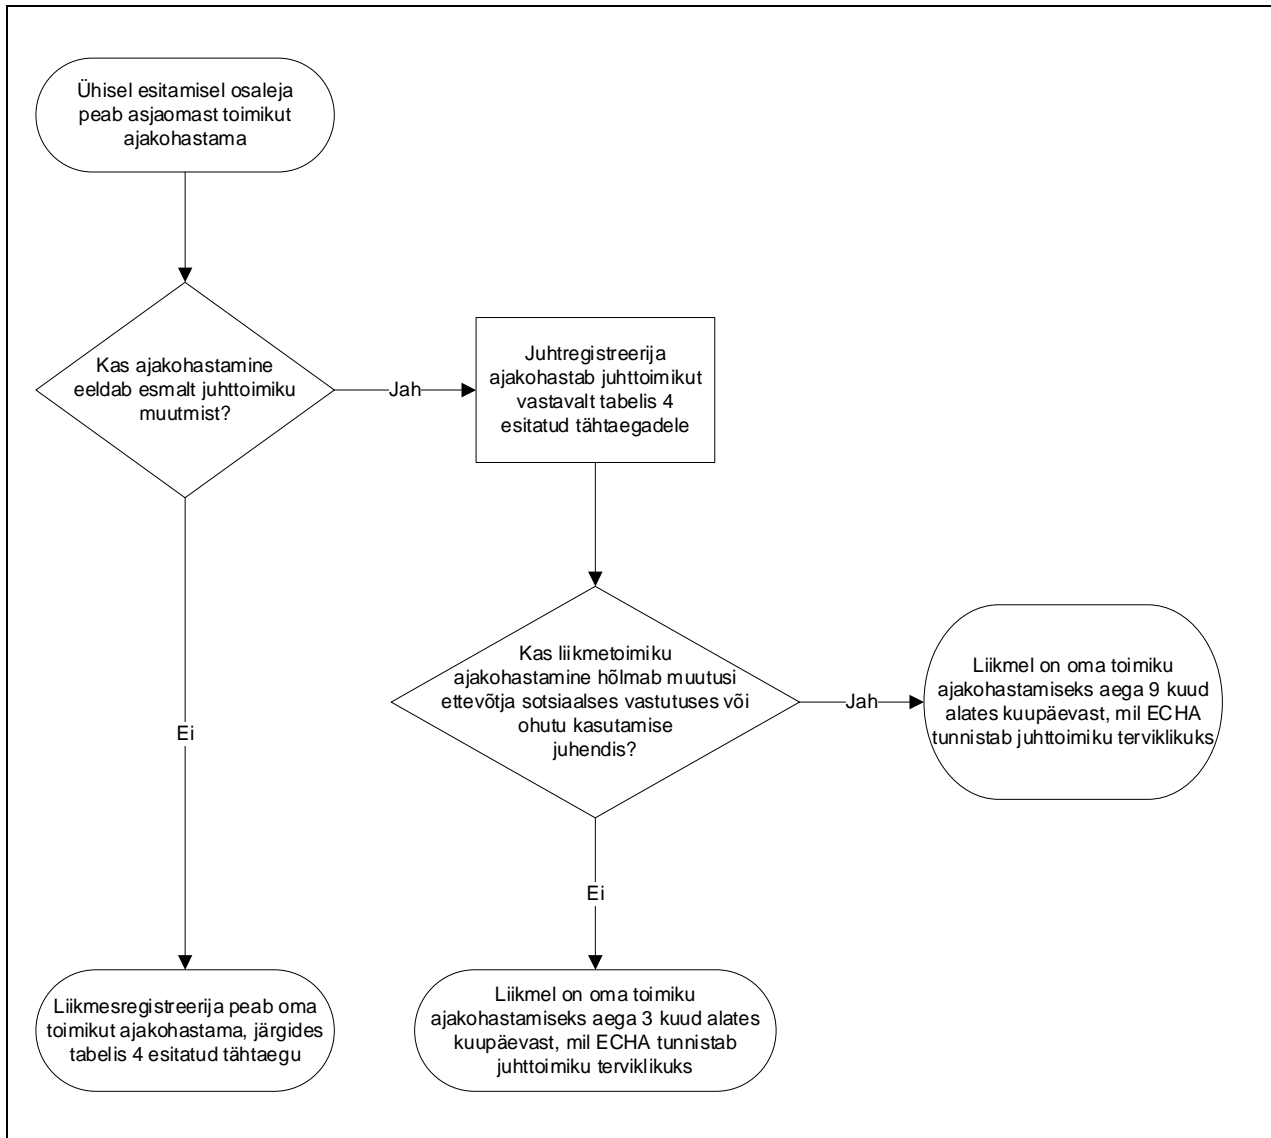 Ühisel esitamisel osaleja
peab asjaomast toimikut
ajakohastama
Kas ajakohastamine
eeldab esmalt juhttoimiku
muutmist?
Jah
Juhtregistreerija
ajakohastab juhttoimikut
vastavalt tabelis 4
esitatud tähtaegadele
Kas liikmetoimiku
ajakohastamine hõlmab muutusi
ettevõtja sotsiaalses vastutuses või
ohutu kasutamise
juhendis?
Jah
Liikmel on oma toimiku
ajakohastamiseks aega 9 kuud
alates kuupäevast, mil ECHA
tunnistab juhttoimiku terviklikuks
Ei
Ei
Liikmesregistreerija peab oma
toimikut ajakohastama, järgides
tabelis 4 esitatud tähtaegu
Liikmel on oma toimiku
ajakohastamiseks aega 3 kuud alates
kuupäevast, mil ECHA tunnistab
juhttoimiku terviklikuks